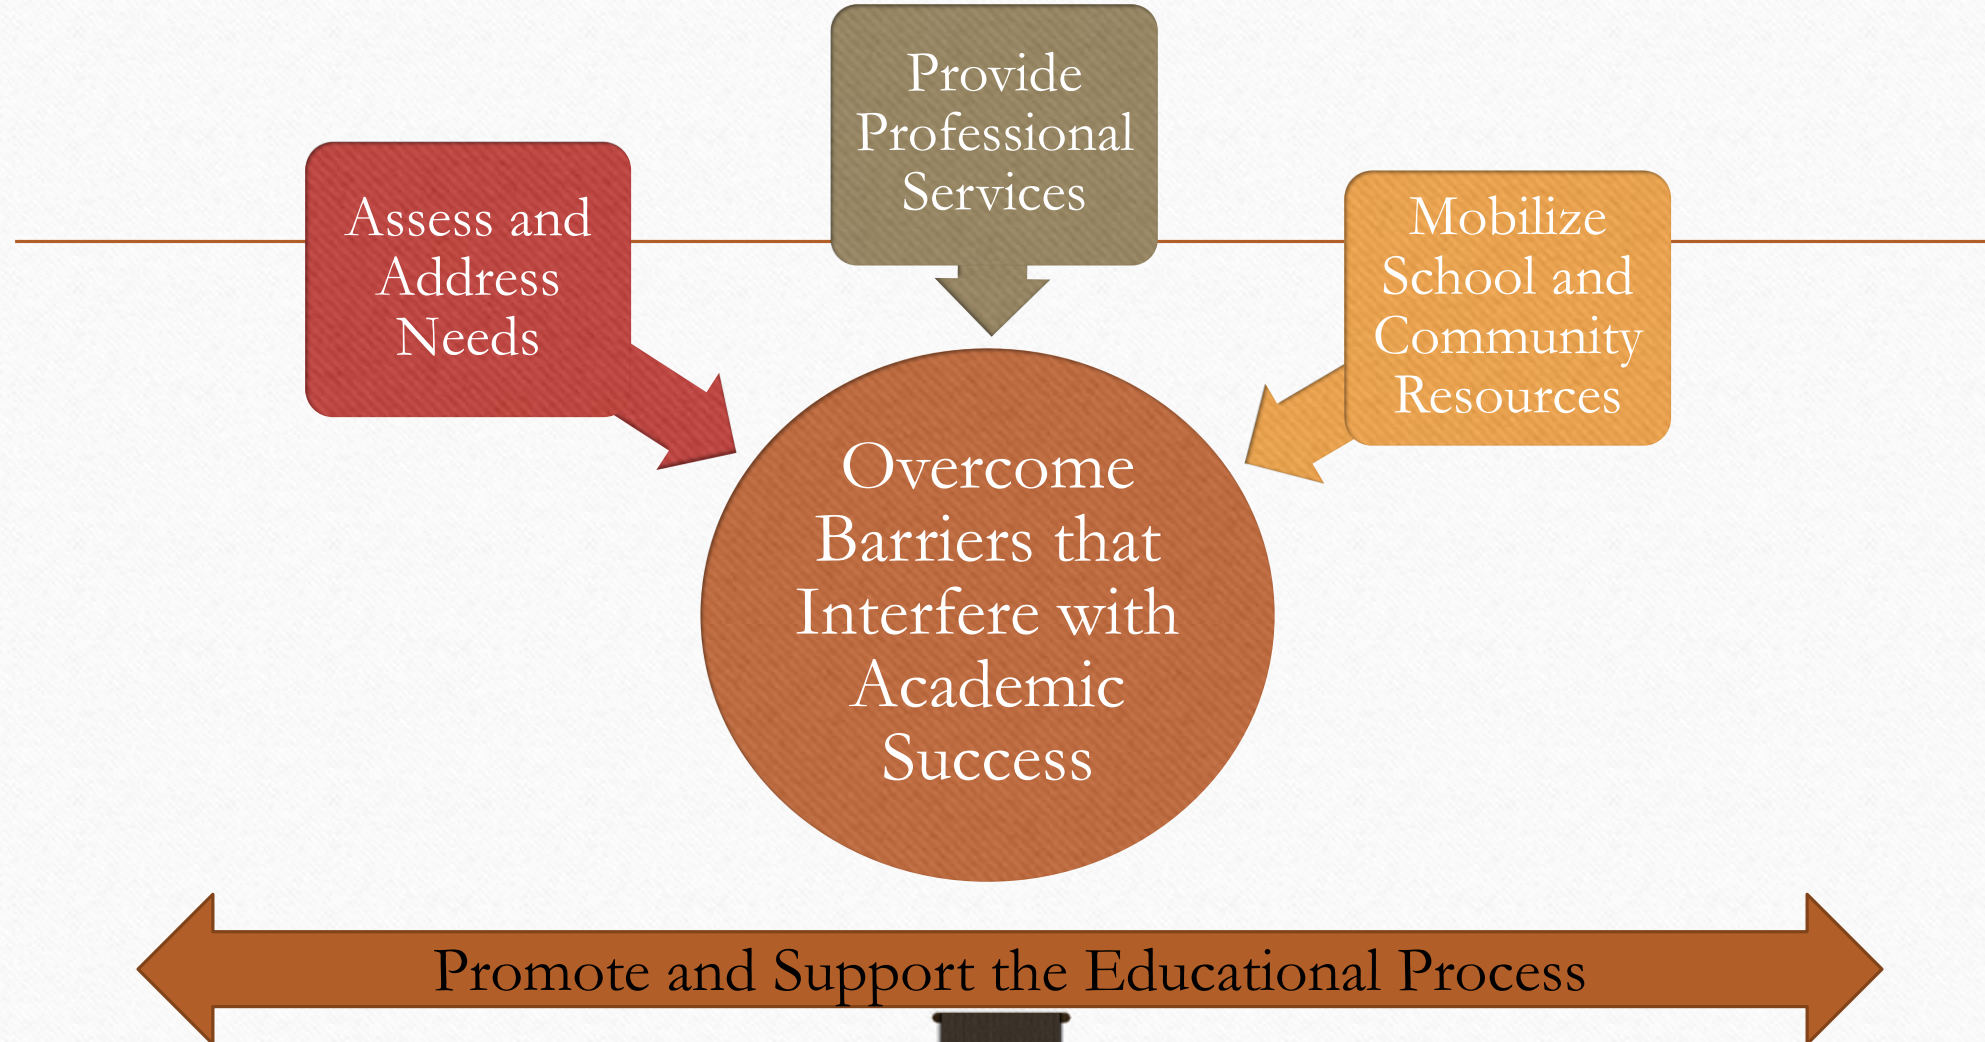 Provide
Professional
Services
Assess and
Address
Needs
Mobilize
School and
Community
Resources
Overcome
Barriers that
Interfere with
Academic
Success
Promote and Support the Educational Process